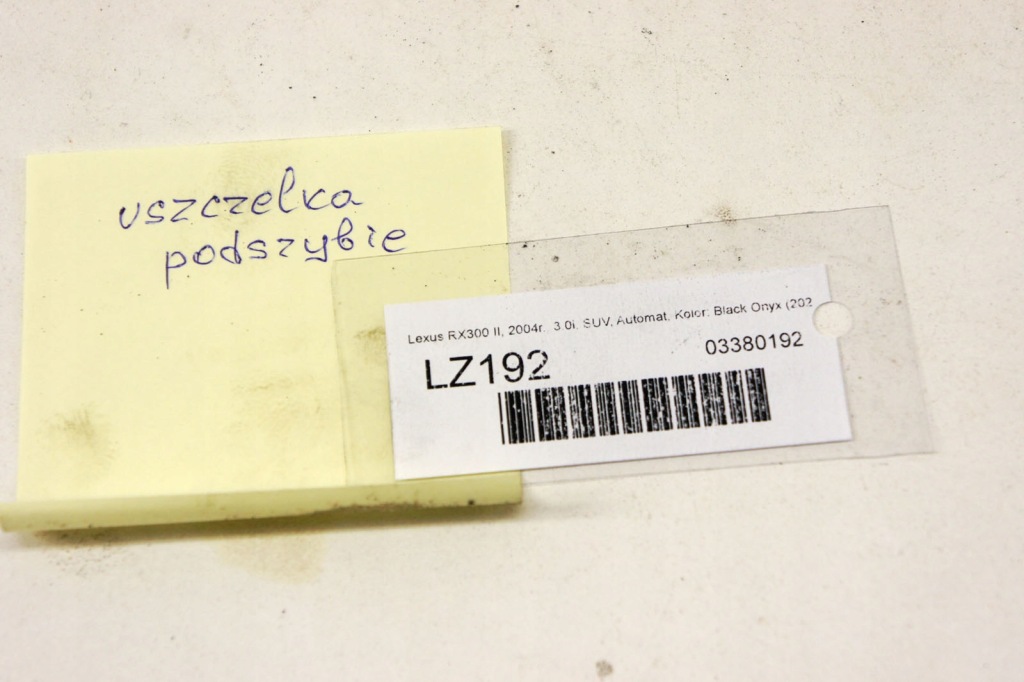 uszczelka
podszybie
Lexus RX300 II, 2004r., 3.0i, SUV, Automat, Kolor: Black Onyx (202
LZ192
03380192